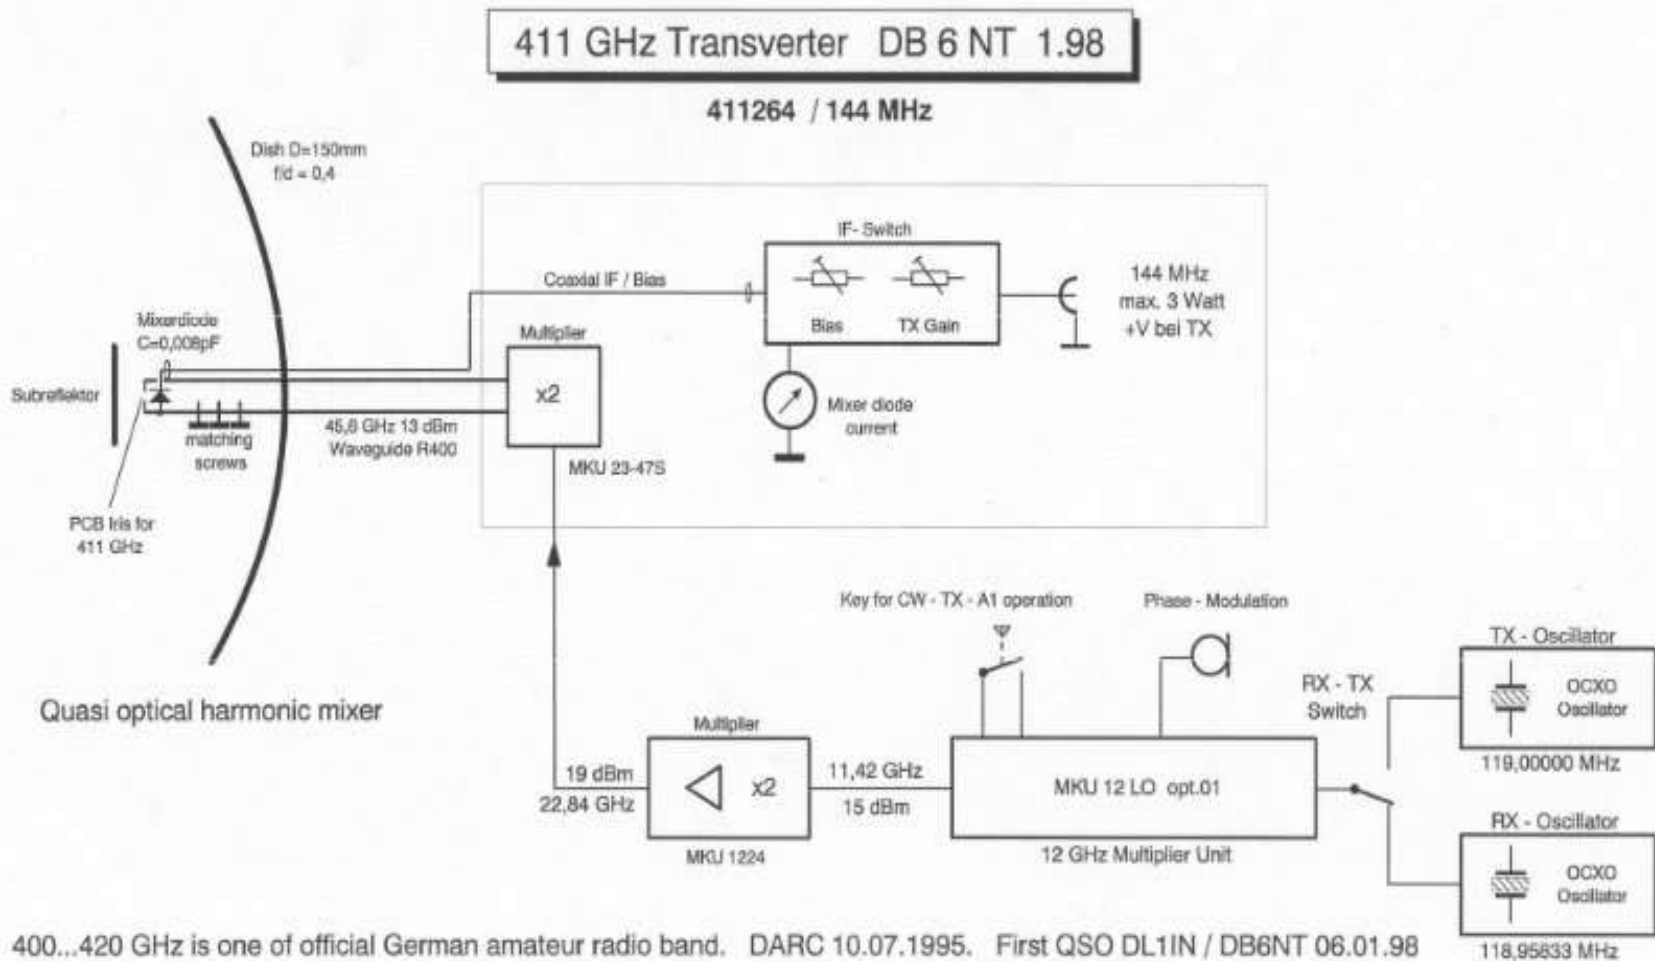 411 GHz Transverter DB 6 NT 1.98
411264 / 144 MHz
Dish D=150mm
f/d = 0,4
IF- Switch
Coaxial IF / Bias
Bias
TX Gain
144 MHz
max. 3 Watt
+V bei TX
Mixerdiode
C=0,008pF
Multiplier
x2
Subreflektor
Mixer diode
current
matching
screws
45,6 GHz 13 dBm
Waveguide R400
MKU 23-47S
PCB Iris for
411 GHz
Key for CW - TX - A1 operation
Phase - Modulation
TX - Oscillator
OCXO
Oscillator
119,00000 MHz
RX - TX
Switch
Quasi optical harmonic mixer
Multiplier
x2
19 dBm
22,84 GHz
11,42 GHz
15 dBm
MKU 12 LO opt.01
MKU 1224
12 GHz Multiplier Unit
RX - Oscillator
OCXO
Oscillator
118,95833 MHz
400...420 GHz is one of official German amateur radio band. DARC 10.07.1995. First QSO DL1IN / DB6NT 06.01.98